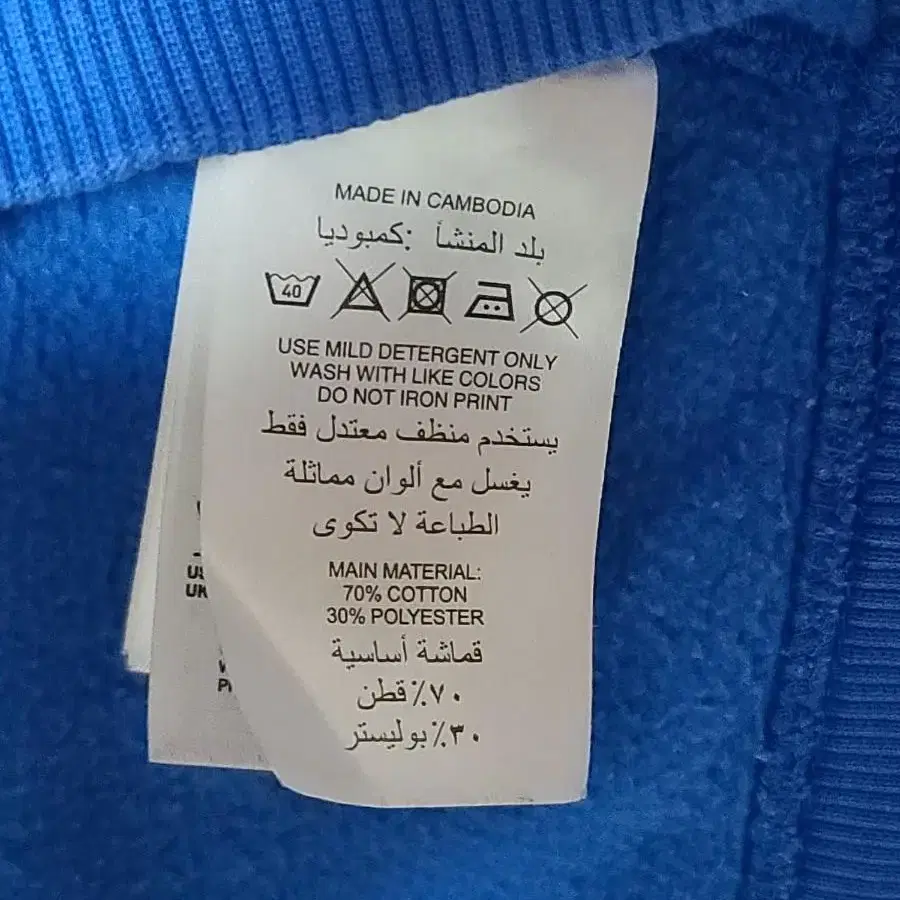 MADE IN CAMBODIA
بلد المنشأ :كمبوديا
40
USE MILD DETERGENT ONLY
WASH WITH LIKE COLORS
DO NOT IRON PRINT
يستخدم منظف معتدل فقط
يغسل مع ألوان مماثلة
الطباعة لا تكوى
MAIN MATERIAL:
70% COTTON
30% POLYESTER
قماشة أساسية
٧٠٪ قطن
٣٠٪ بوليستر
UK